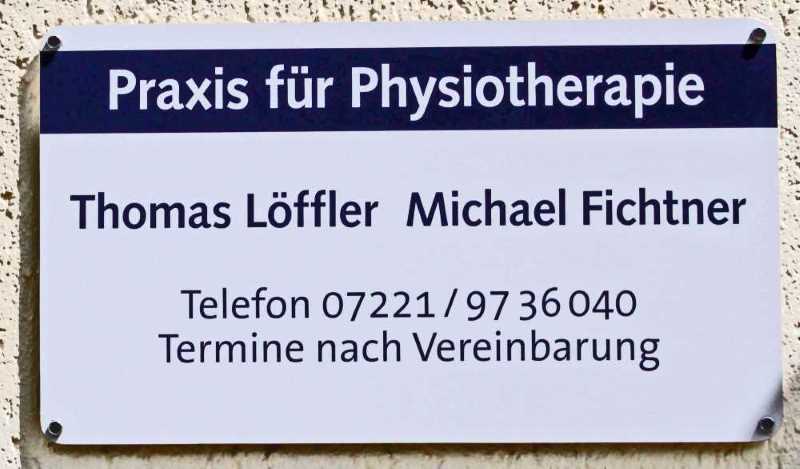 Praxis für Physiotherapie
Thomas Löffler Michael Fichtner
Telefon 07221 / 97 36 040
Termine nach Vereinbarung